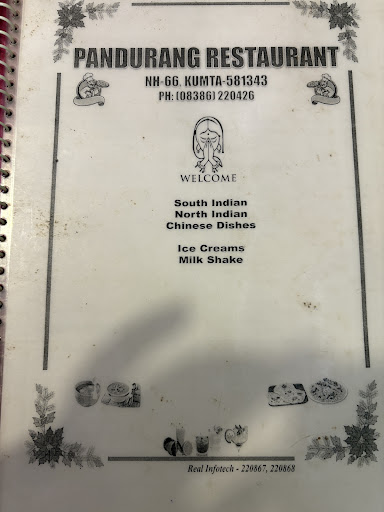 PANDURANG RESTAURANT
NH-66. KUMTA-581343
PH: (08386) 220426
WELCOME
South Indian
North Indian
Chinese Dishes
Ice Creams
Milk Shake
Real Infotech - 220867, 220868